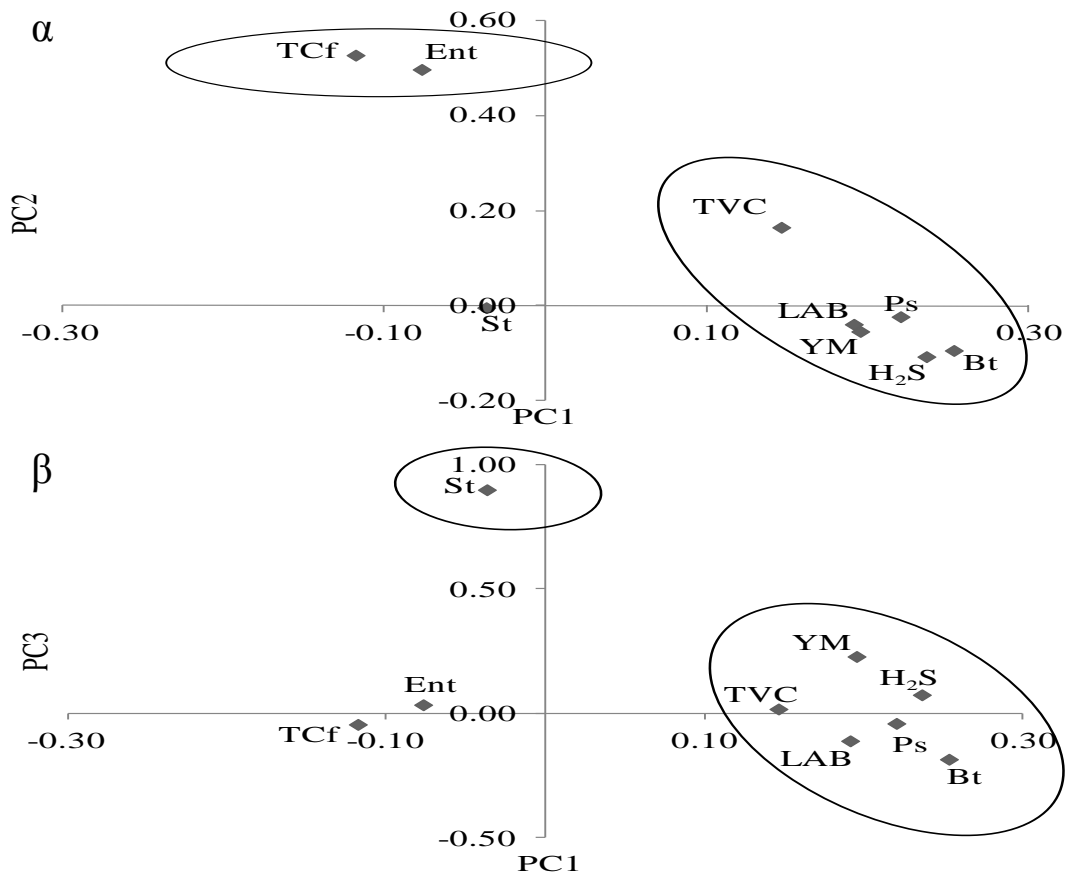 α
0.60
TCf Ent
0.40
PC2
0.20
TVC
0.00
-0.30 -0.10 0.10 0.30
St
LAB Ps
YM
H₂S Bt
-0.20
PC1
β
1.00
St
0.50
PC3
YM
H₂S
Ent
TVC
0.00
-0.30 -0.10 0.10 0.30
TCf
LAB Ps
Bt
-0.50
PC1